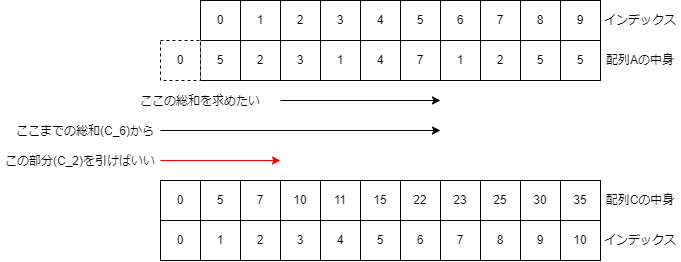 0 1 2 3 4 5 6 7 8 9 インデックス
0 5 2 3 1 4 7 1 2 5 5 配列Aの中身
ここの総和を求めたい
ここまでの総和(C_6)から
この部分(C_2)を引けばいい
0 5 7 10 11 15 22 23 25 30 35 配列Cの中身
0 1 2 3 4 5 6 7 8 9 10 インデックス